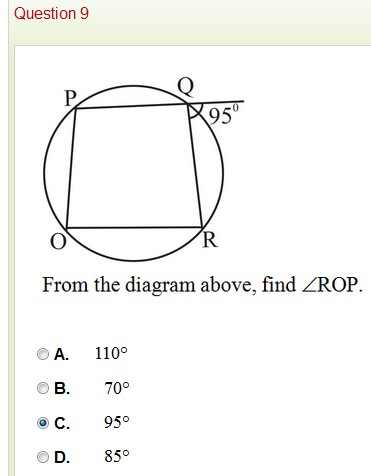 Question 9
P
Q
95⁰
O
R
From the diagram above, find ∠ROP.
A. 110°
B. 70°
C. 95°
D. 85°